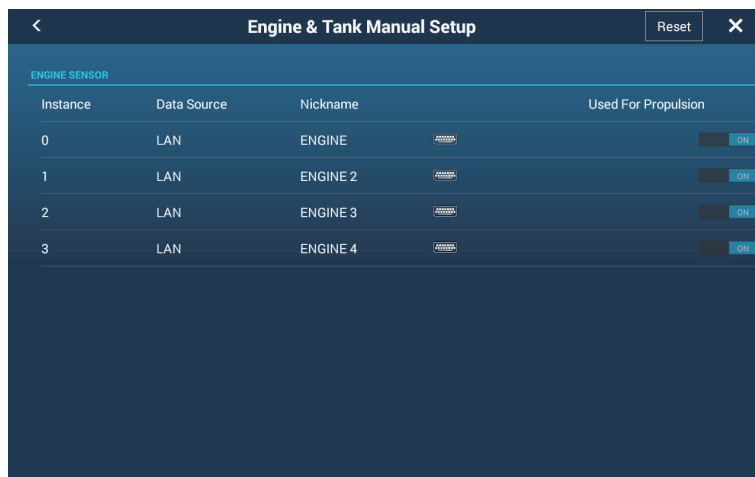 Engine & Tank Manual Setup Reset
ENGINE SENSOR
Instance Data Source Nickname Used For Propulsion
0 LAN ENGINE ON
1 LAN ENGINE 2 ON
2 LAN ENGINE 3 ON
3 LAN ENGINE 4 ON